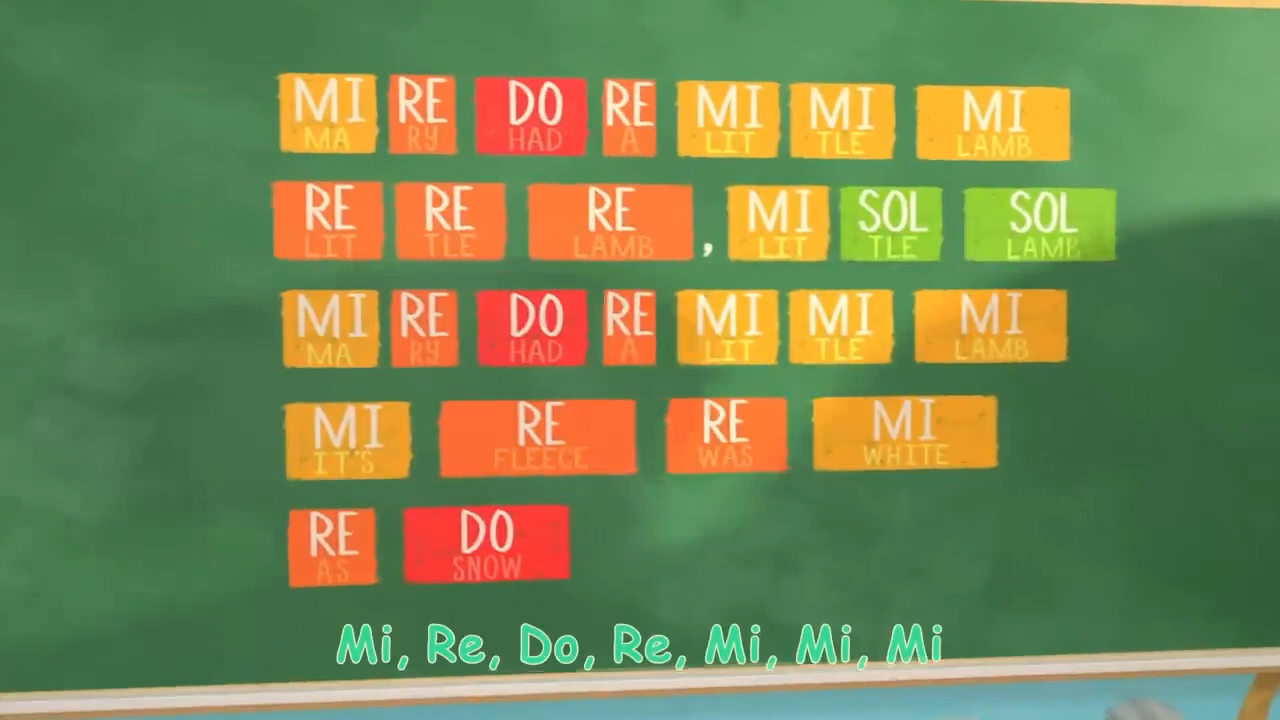 MI RE DO RE MI MI MI
MA RY HAD A LIT TLE LAMB
RE RE RE , MI SOL SOL
LIT TLE LAMB LIT TLE LAMB
MI RE DO RE MI MI MI
MA RY HAD A LIT TLE LAMB
MI RE RE MI
IT'S FLEECE WAS WHITE
RE DO
AS SNOW
Mi, Re, Do, Re, Mi, Mi, Mi